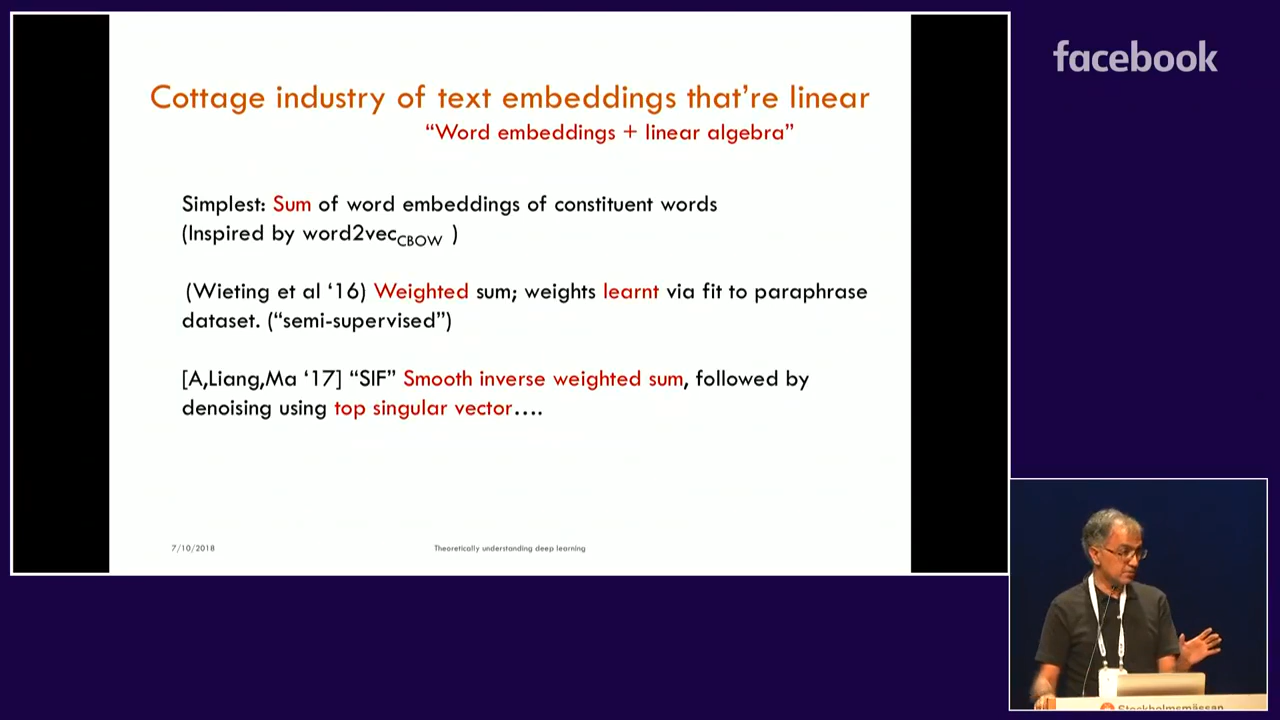 facebook
Cottage industry of text embeddings that're linear
“Word embeddings + linear algebra”
Simplest: Sum of word embeddings of constituent words
(Inspired by word2vecCBOW )
(Wieting et al ‘16) Weighted sum; weights learnt via fit to paraphrase
dataset. (“semi-supervised”)
[A,Liang,Ma ‘17] “SIF” Smooth inverse weighted sum, followed by
denoising using top singular vector….
7/10/2018
Theoretically understanding deep learning
Stockholmsmässan